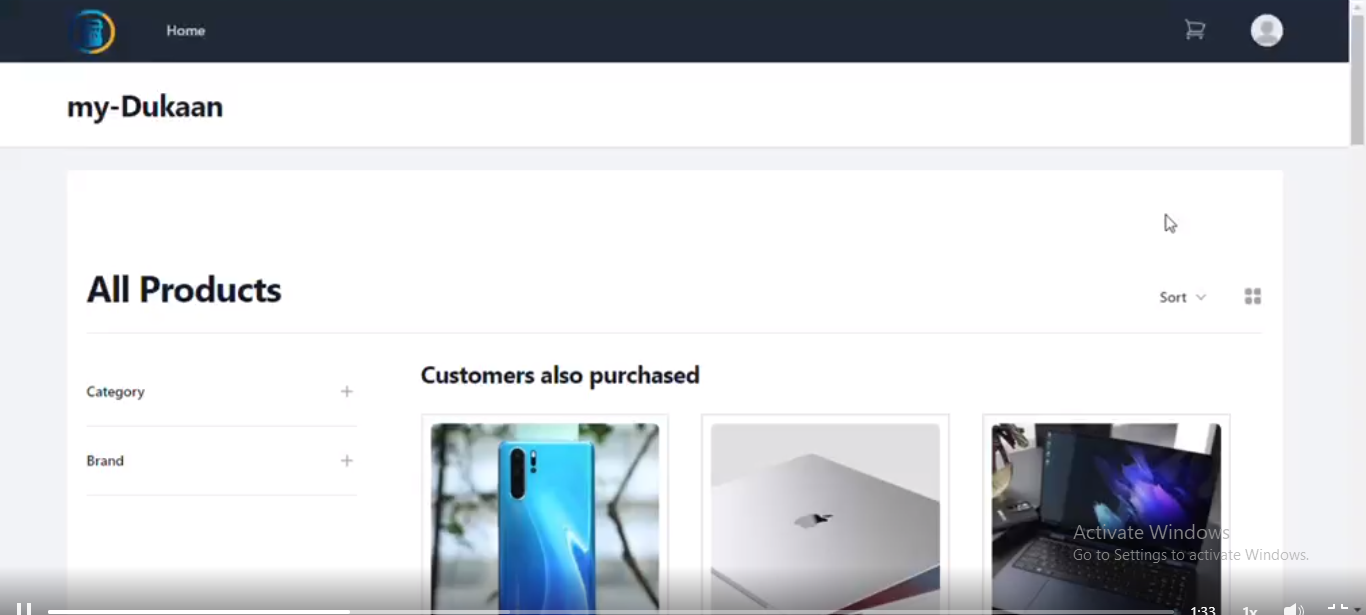 Home
my-Dukaan
All Products
Sort
Category
Customers also purchased
Brand
Activate Windows
Go to Settings to activate Windows.
1:33
1x